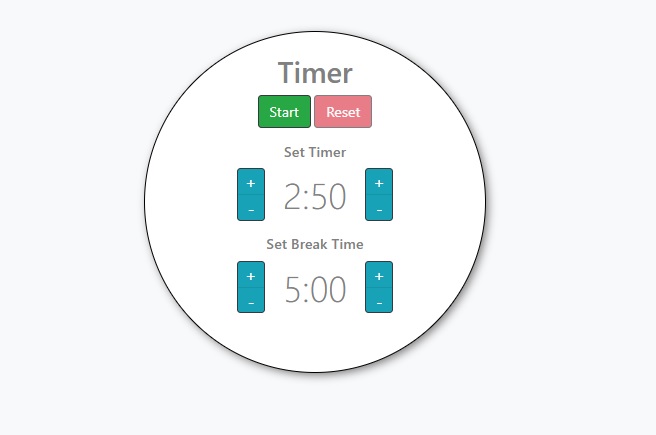 Timer
Start Reset
Set Timer
+ 2:50 +
- -
Set Break Time
+ 5:00 +
- -